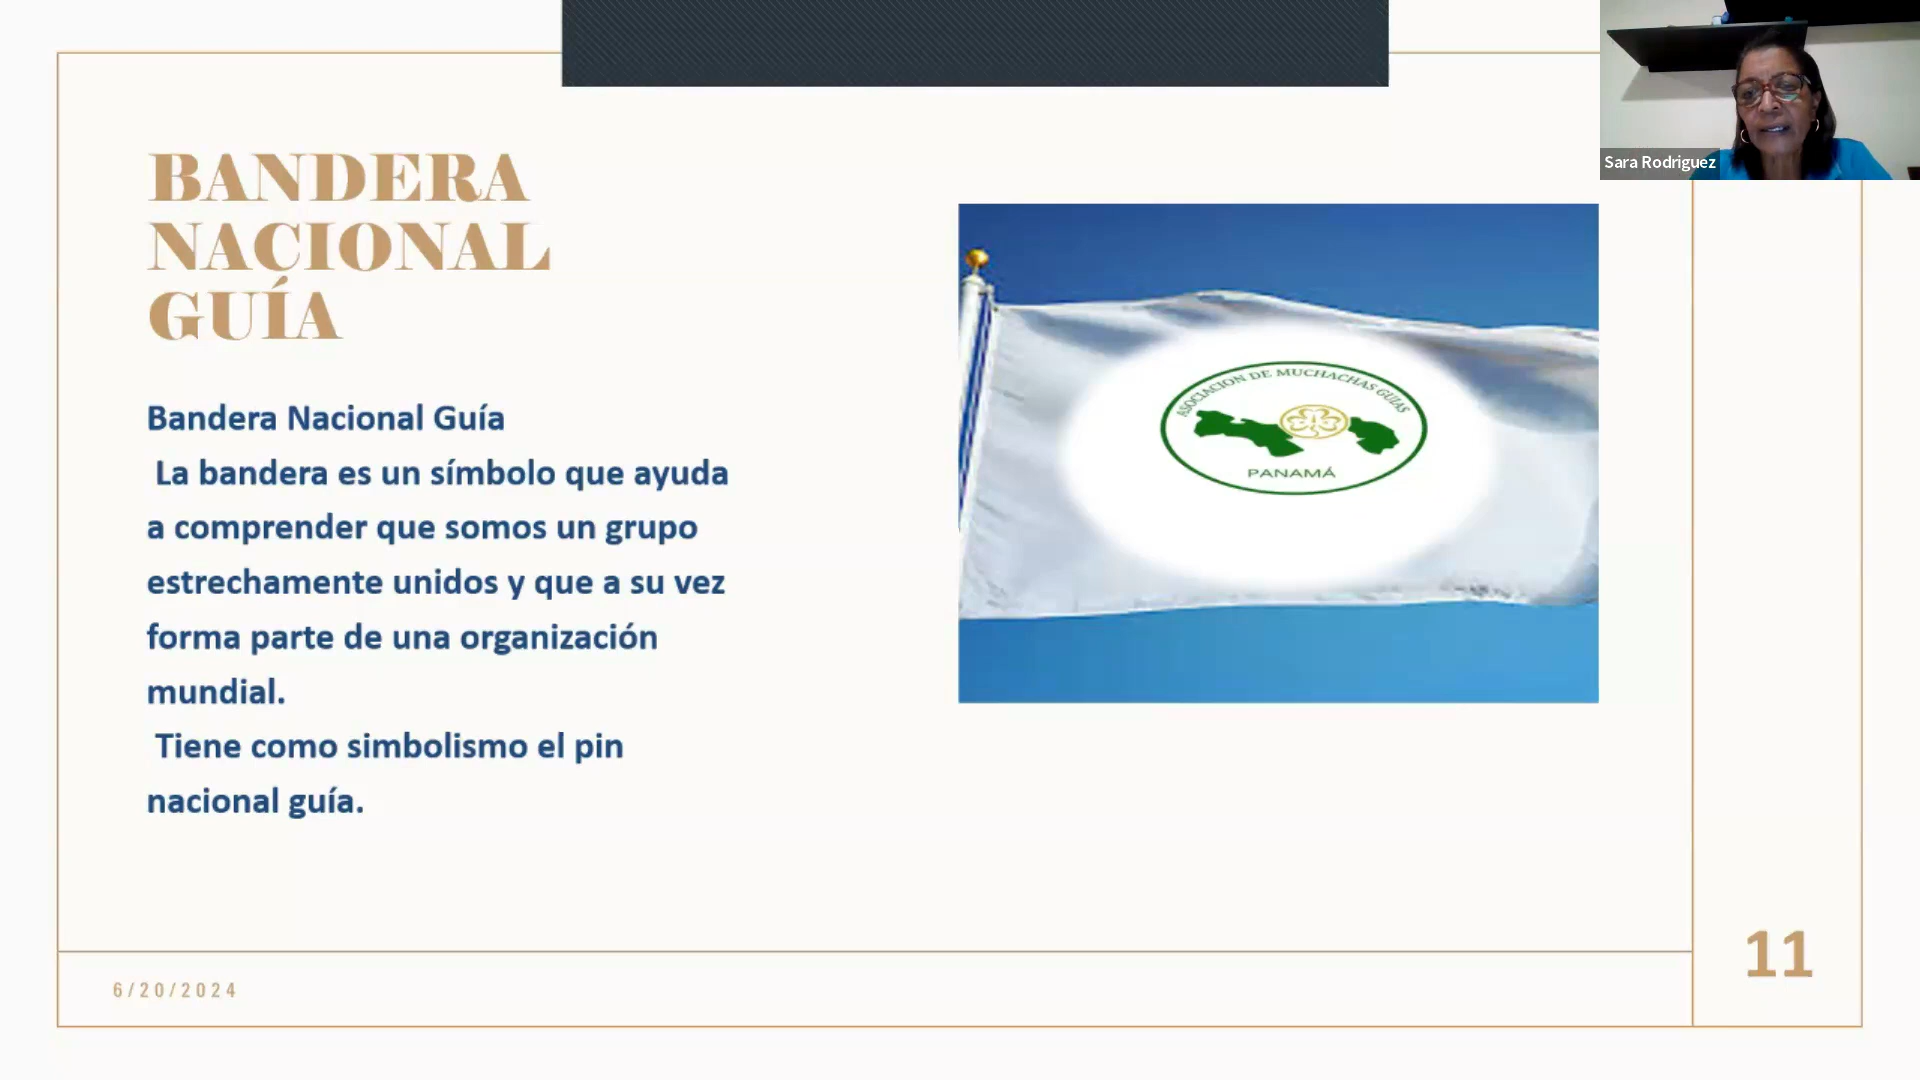 Sara Rodriguez
BANDERA
NACIONAL
GUÍA
Bandera Nacional Guía
La bandera es un símbolo que ayuda
a comprender que somos un grupo
estrechamente unidos y que a su vez
forma parte de una organización
mundial.
Tiene como simbolismo el pin
nacional guía.
ASOCIACION DE MUCHACHAS GUIAS
PANAMÁ
6/20/2024
11